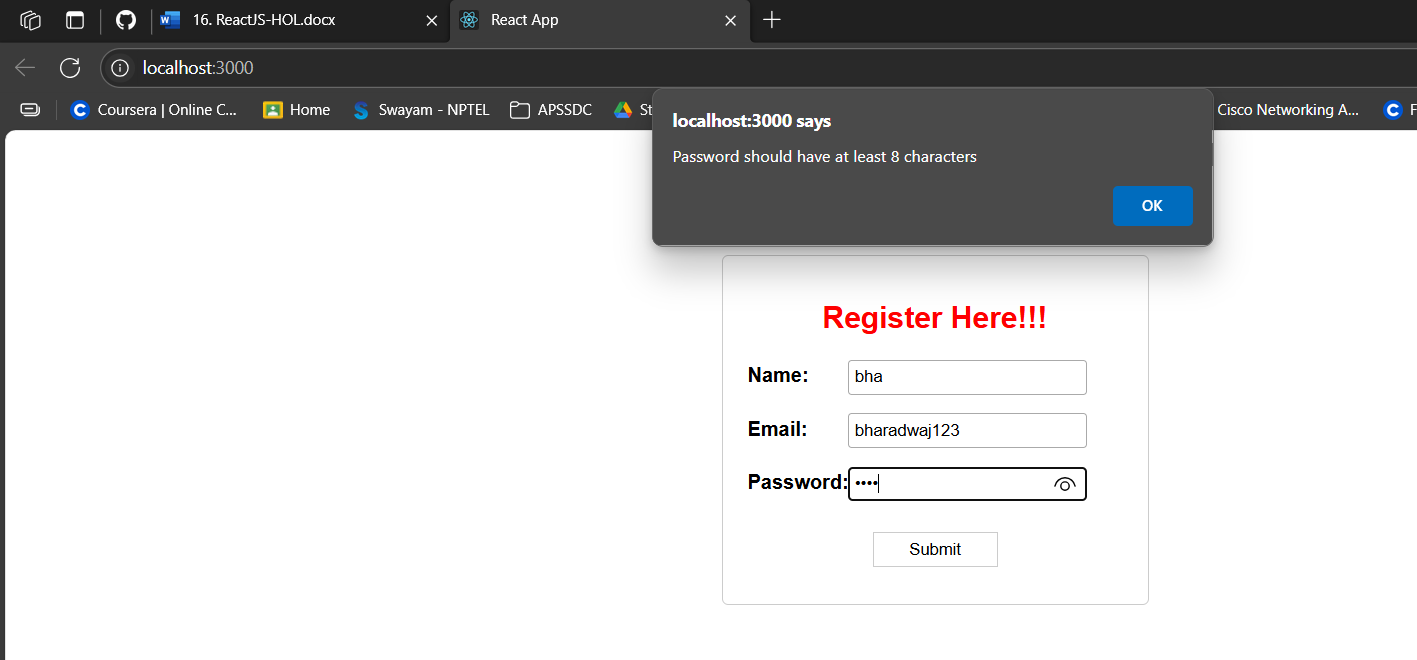 16. ReactJS-HOL.docx
React App
localhost:3000
Coursera | Online C...
Home
Swayam - NPTEL
APSSDC
St
Cisco Networking A...
F
localhost:3000 says
Password should have at least 8 characters
OK
Register Here!!!
Name:
bha
Email:
bharadwaj123
Password:
••••
Submit